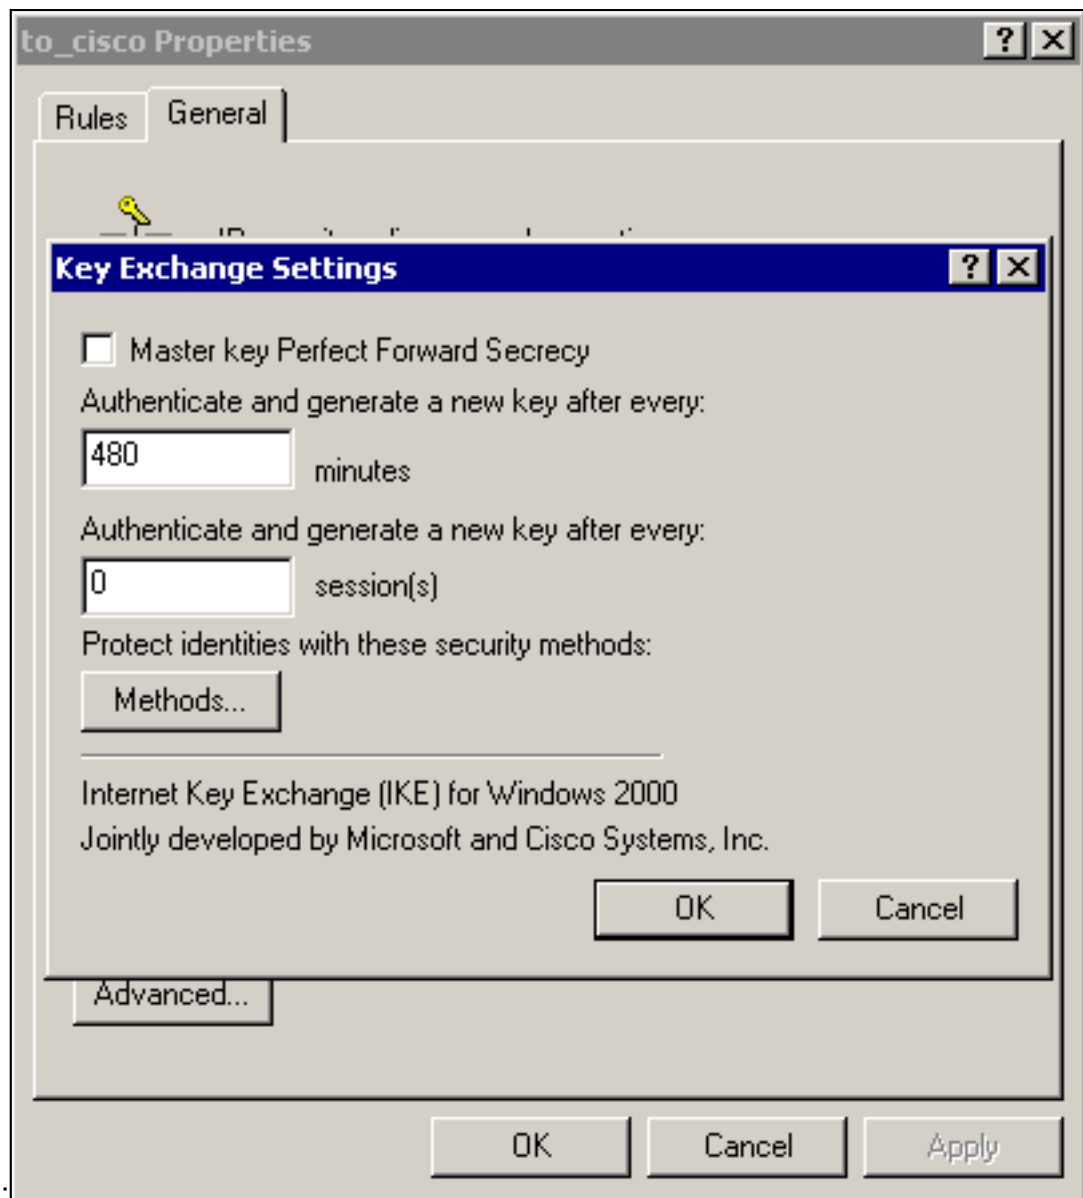 to_cisco Properties
Rules
General
Key Exchange Settings
Master key Perfect Forward Secrecy
Authenticate and generate a new key after every:
480
minutes
Authenticate and generate a new key after every:
0
session(s)
Protect identities with these security methods:
Methods...
Internet Key Exchange (IKE) for Windows 2000
Jointly developed by Microsoft and Cisco Systems, Inc.
OK
Cancel
Advanced...
OK
Cancel
Apply